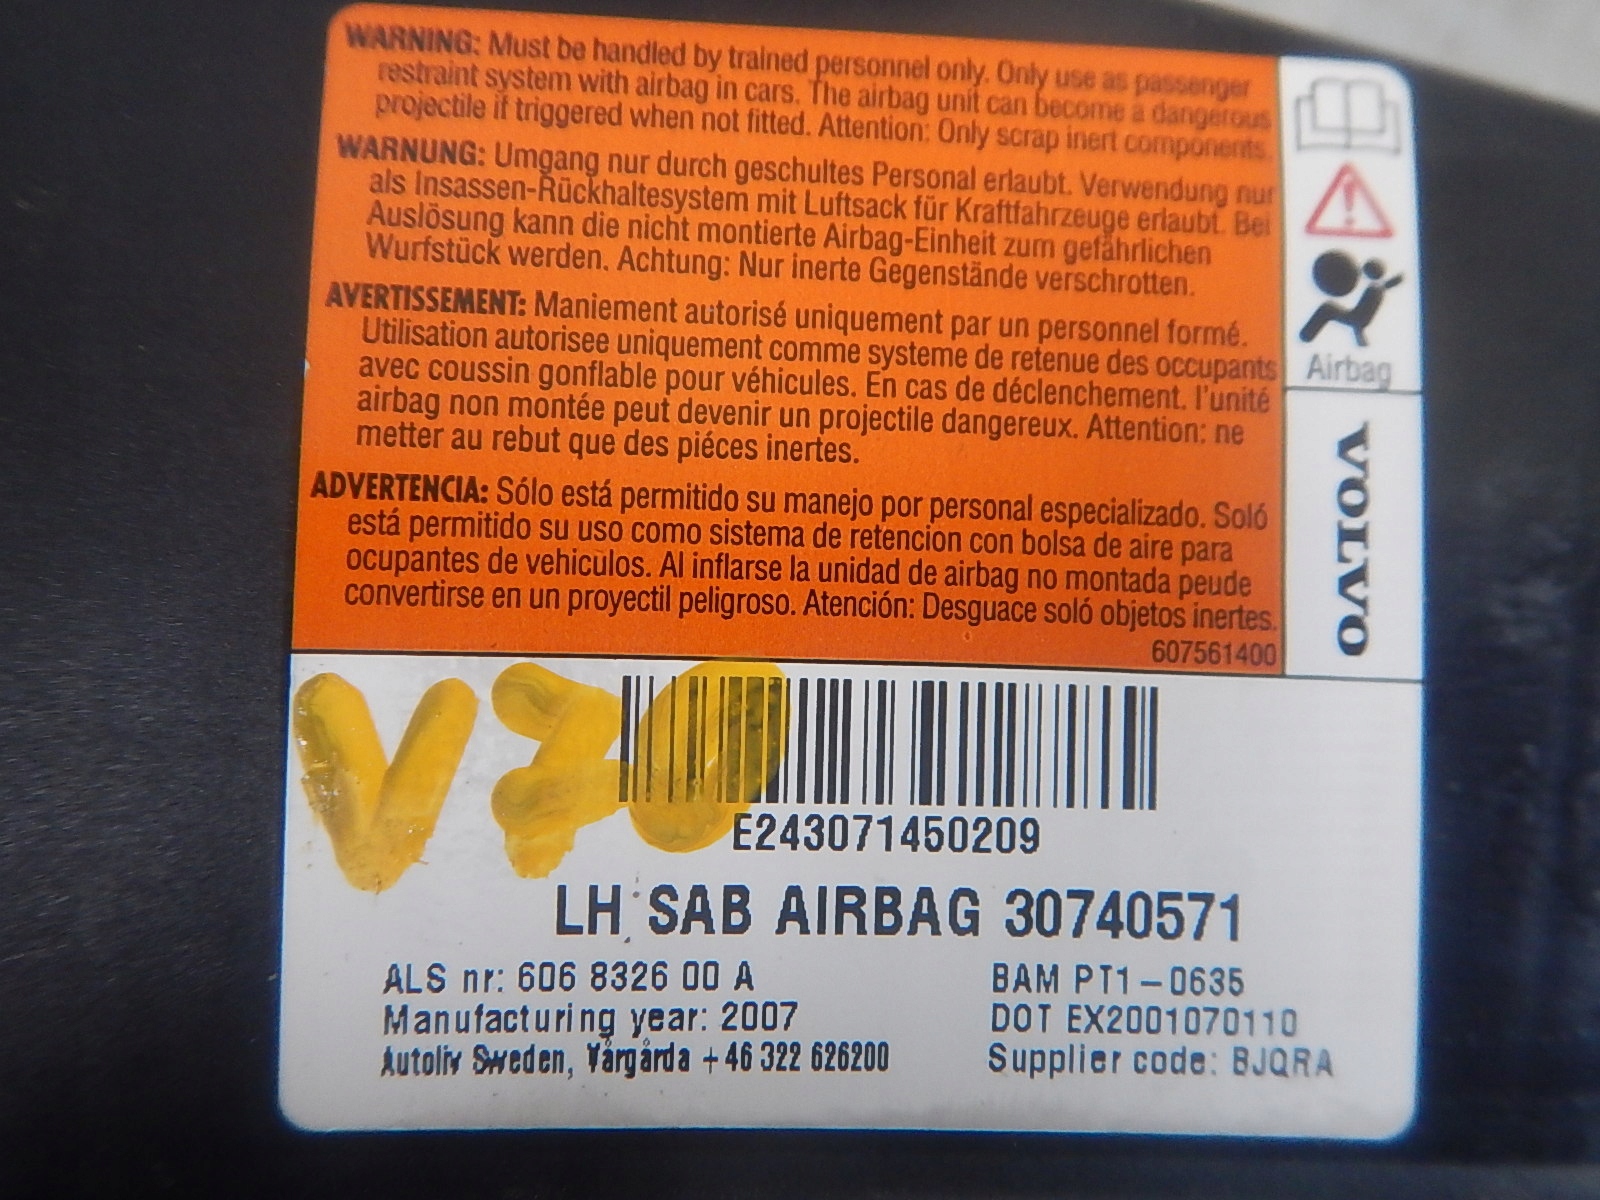 WARNING: Must be handled by trained personnel only. Only use as passenger
restraint system with airbag in cars. The airbag unit can become a dangerous
projectile if triggered when not fitted. Attention: Only scrap inert components.
WARNUNG: Umgang nur durch geschultes Personal erlaubt. Verwendung nur
als Insassen-Rückhaltesystem mit Luftsack für Kraftfahrzeuge erlaubt. Bei
Auslösung kann die nicht montierte Airbag-Einheit zum gefährlichen
Wurfstück werden. Achtung: Nur inerte Gegenstände verschrotten.
AVERTISSEMENT: Maniement autorisé uniquement par un personnel formé.
Utilisation autorisee uniquement comme systeme de retenue des occupants
avec coussin gonflable pour véhicules. En cas de déclenchement. l'unité
airbag non montée peut devenir un projectile dangereux. Attention: ne
metter au rebut que des piéces inertes.
ADVERTENCIA: Sólo está permitido su manejo por personal especializado. Soló
está permitido su uso como sistema de retencion con bolsa de aire para
ocupantes de vehiculos. Al inflarse la unidad de airbag no montada peude
convertirse en un proyectil peligroso. Atención: Desguace soló objetos inertes.
607561400
Airbag
VOLVO
V70
E243071450209
LH SAB AIRBAG 30740571
ALS nr: 606 8326 00 A
Manufacturing year: 2007
Autoliv Sweden, Vårgårda +46 322 626200
BAM PT1-0635
DOT EX2001070110
Supplier code: BJQRA